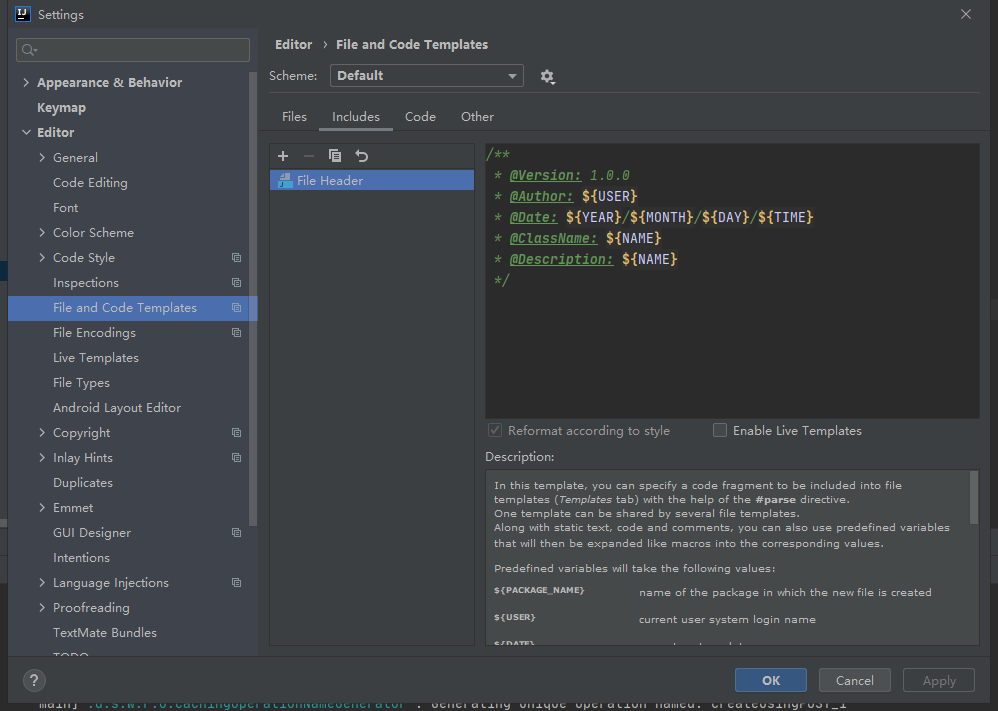 Settings
Appearance & Behavior
Keymap
Editor
General
Code Editing
Font
Color Scheme
Code Style
Inspections
File and Code Templates
File Encodings
Live Templates
File Types
Android Layout Editor
Copyright
Inlay Hints
Duplicates
Emmet
GUI Designer
Intentions
Language Injections
Proofreading
TextMate Bundles
TODO
Editor › File and Code Templates
Scheme: Default
Files Includes Code Other
File Header
/**
* @Version: 1.0.0
* @Author: ${USER}
* @Date: ${YEAR}/${MONTH}/${DAY}/${TIME}
* @ClassName: ${NAME}
* @Description: ${NAME}
*/
Reformat according to style Enable Live Templates
Description:
In this template, you can specify a code fragment to be included into file
templates (Templates tab) with the help of the #parse directive.
One template can be shared by several file templates.
Along with static text, code and comments, you can also use predefined variables
that will then be expanded like macros into the corresponding values.
Predefined variables will take the following values:
${PACKAGE_NAME} name of the package in which the new file is created
${USER} current user system login name
${DATE}
? OK Cancel Apply
main] .d.s.w.r.o.CachingOperationNameGenerator : Generating unique operation named: createUsingPOST_1